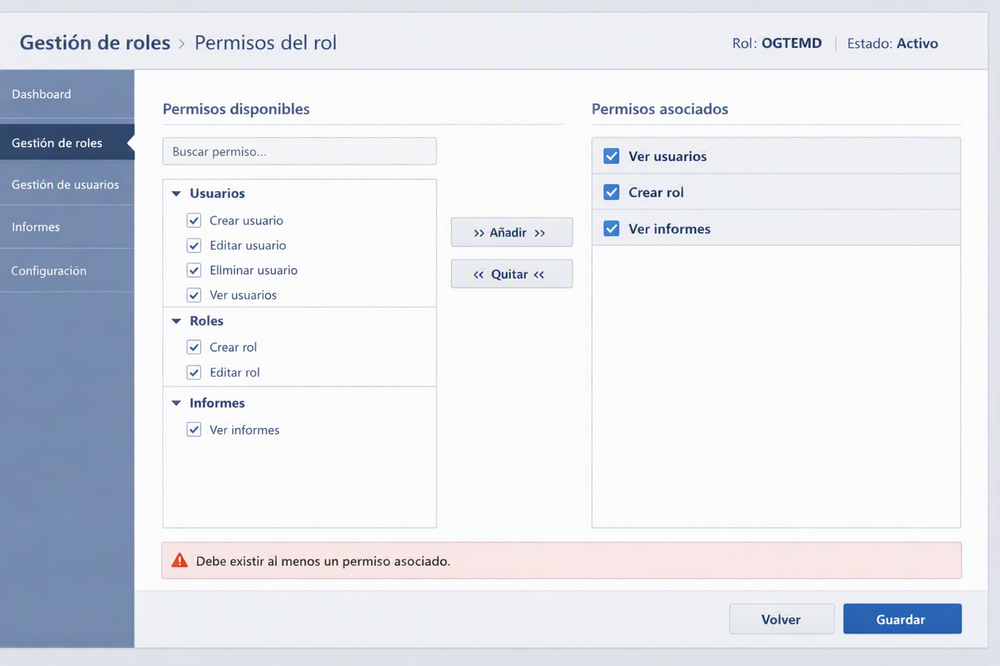 Gestión de roles > Permisos del rol
Rol: OGTEMD | Estado: Activo
Dashboard
Gestión de roles
Gestión de usuarios
Informes
Configuración
Permisos disponibles
Buscar permiso...
Usuarios
Crear usuario
Editar usuario
Eliminar usuario
Ver usuarios
Roles
Crear rol
Editar rol
Informes
Ver informes
>> Añadir >>
<< Quitar <<
Permisos asociados
Ver usuarios
Crear rol
Ver informes
Debe existir al menos un permiso asociado.
Volver
Guardar